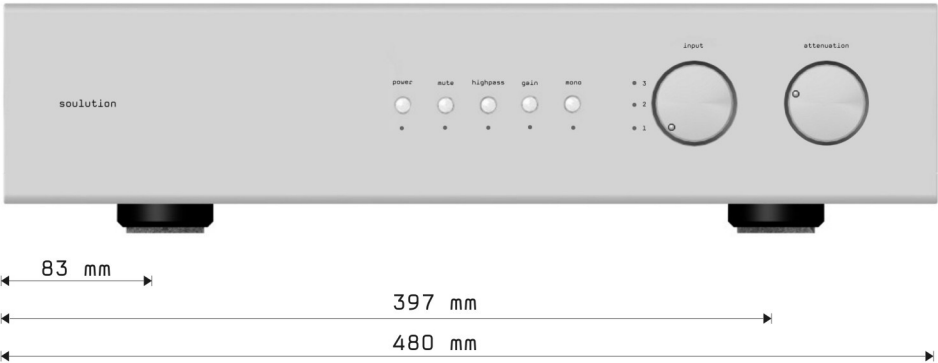 input
attenuation
power
mute
highpass
gain
mono
3
soulution
2
1
83 mm
397 mm
480 mm